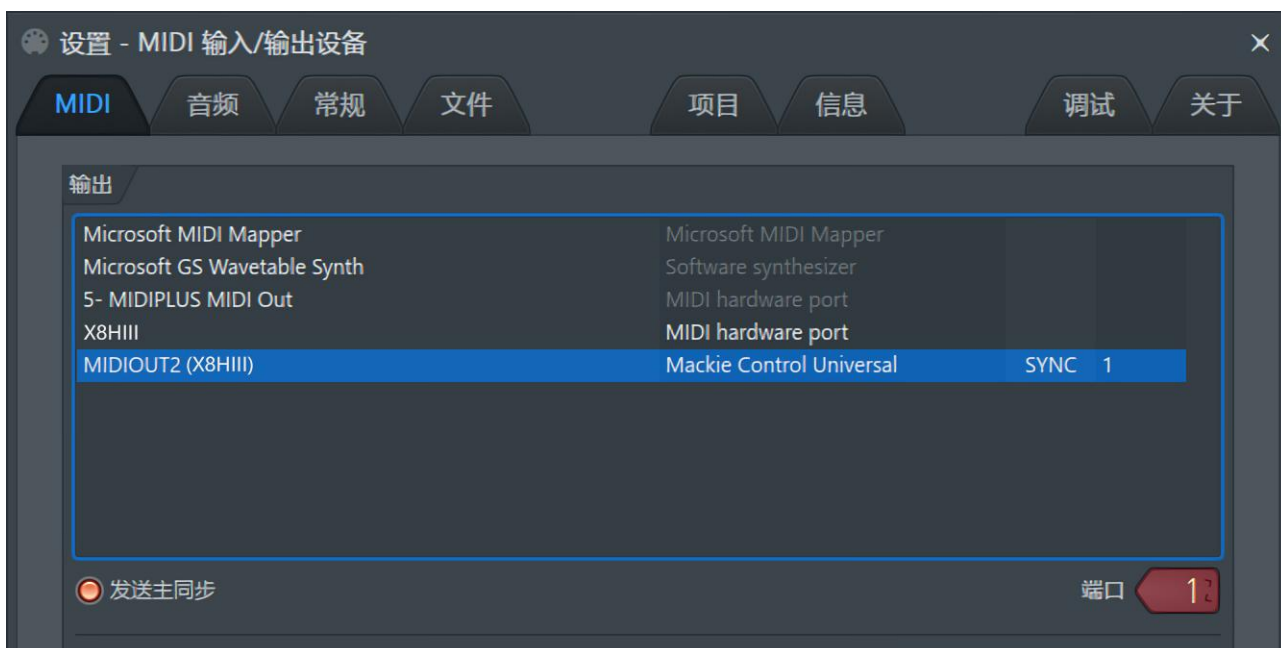 设置 - MIDI 输入/输出设备
MIDI 音频 常规 文件 项目 信息 调试 关于
输出
Microsoft MIDI Mapper Microsoft MIDI Mapper
Microsoft GS Wavetable Synth Software synthesizer
5- MIDIPLUS MIDI Out MIDI hardware port
X8HIII MIDI hardware port
MIDIOUT2 (X8HIII) Mackie Control Universal SYNC 1
发送主同步 端口 1